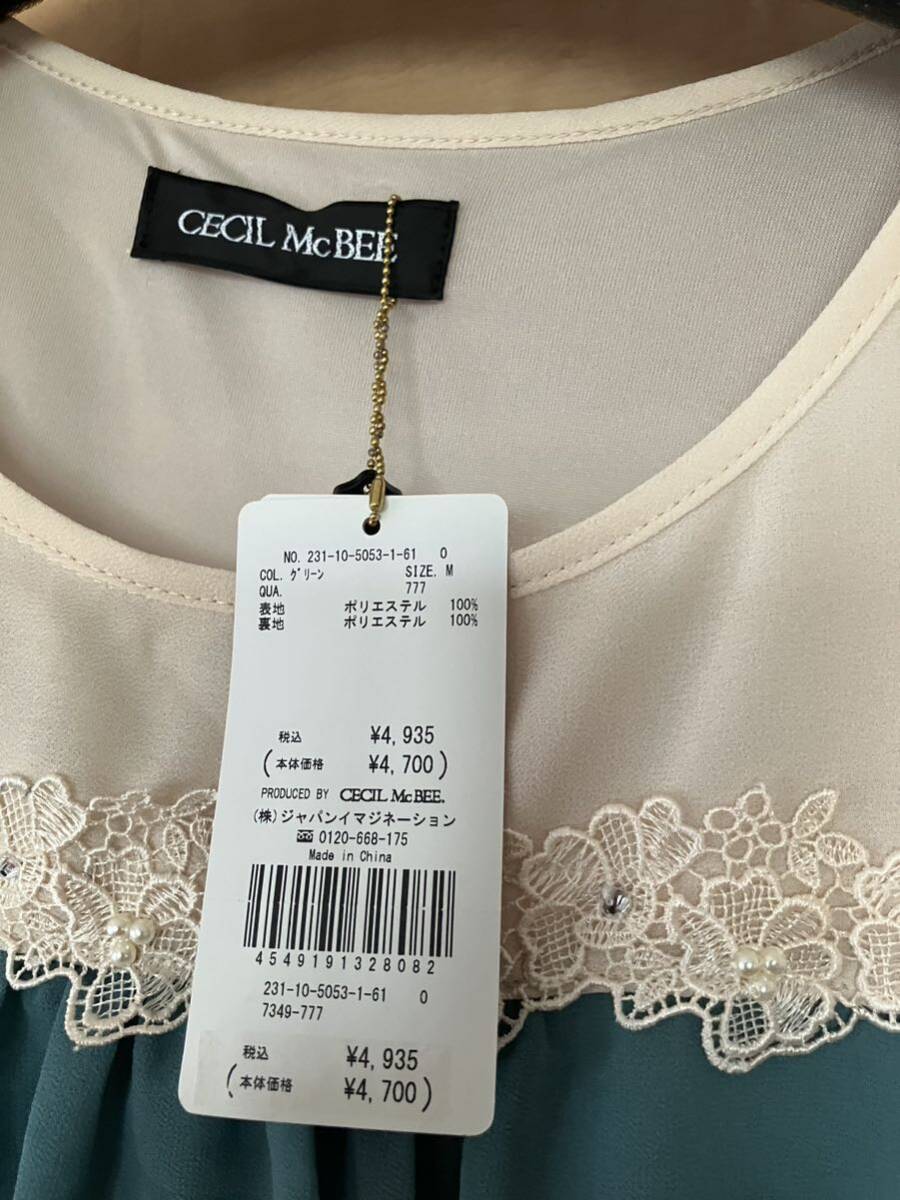 CECIL McBEE
NO. 231-10-5053-1-61 0
COL. グリーン SIZE. M
QUA. 777
表地 ポリエステル 100%
裏地 ポリエステル 100%
税込 ¥4,935
(本体価格 ¥4,700)
PRODUCED BY CECIL McBEE.
(株)ジャパンイマジネーション
0120-668-175
Made in China
4549191328082
231-10-5053-1-61 0
7349-777
税込 ¥4,935
(本体価格 ¥4,700)